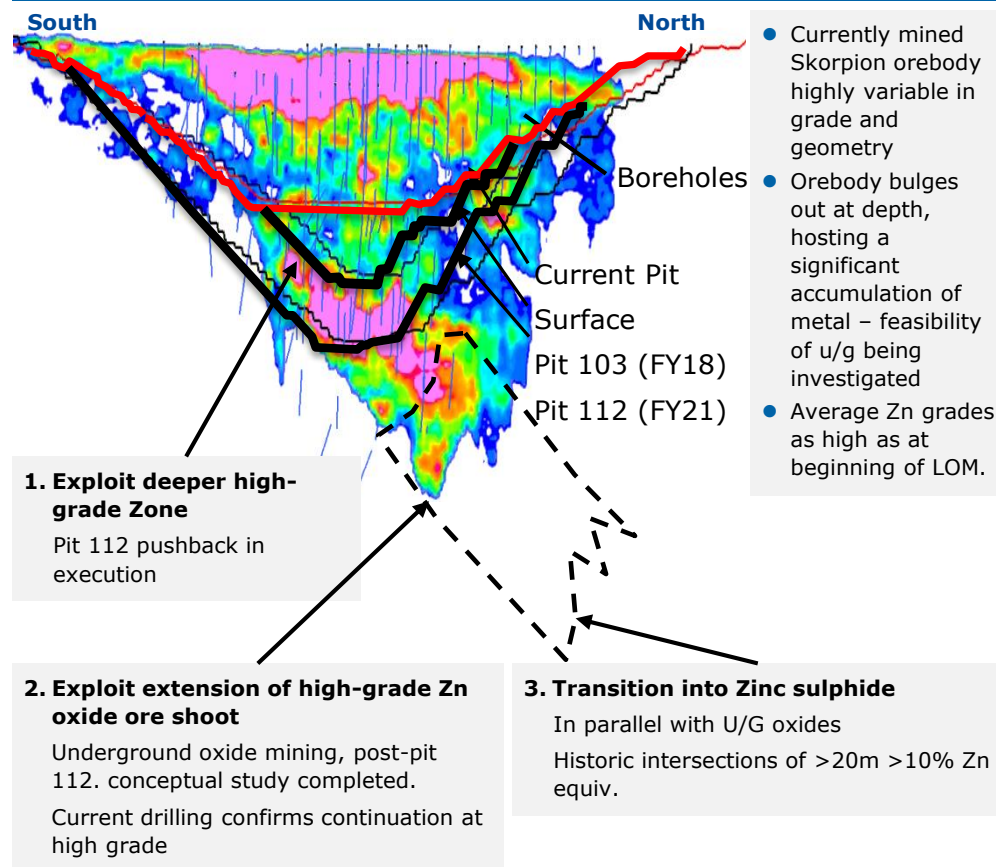 South
North
Boreholes
Current Pit
Surface
Pit 103 (FY18)
Pit 112 (FY21)
• Currently mined
Skorpion orebody
highly variable in
grade and
geometry
• Orebody bulges
out at depth,
hosting a
significant
accumulation of
metal – feasibility
of u/g being
investigated
• Average Zn grades
as high as at
beginning of LOM.
1. Exploit deeper high-
grade Zone
Pit 112 pushback in
execution
2. Exploit extension of high-grade Zn
oxide ore shoot
Underground oxide mining, post-pit
112. conceptual study completed.
Current drilling confirms continuation at
high grade
3. Transition into Zinc sulphide
In parallel with U/G oxides
Historic intersections of >20m >10% Zn
equiv.